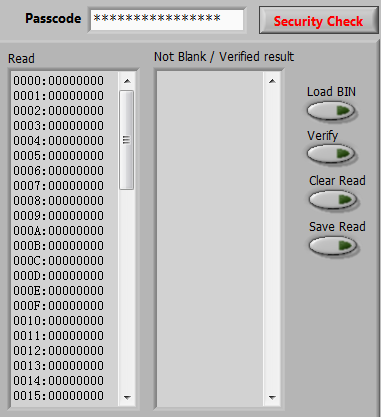 Passcode
****************
Security Check
Read
Not Blank / Verified result
0000:00000000
0001:00000000
0002:00000000
0003:00000000
0004:00000000
0005:00000000
0006:00000000
0007:00000000
0008:00000000
0009:00000000
000A:00000000
000B:00000000
000C:00000000
000D:00000000
000E:00000000
000F:00000000
0010:00000000
0011:00000000
0012:00000000
0013:00000000
0014:00000000
0015:00000000
Load BIN
Verify
Clear Read
Save Read